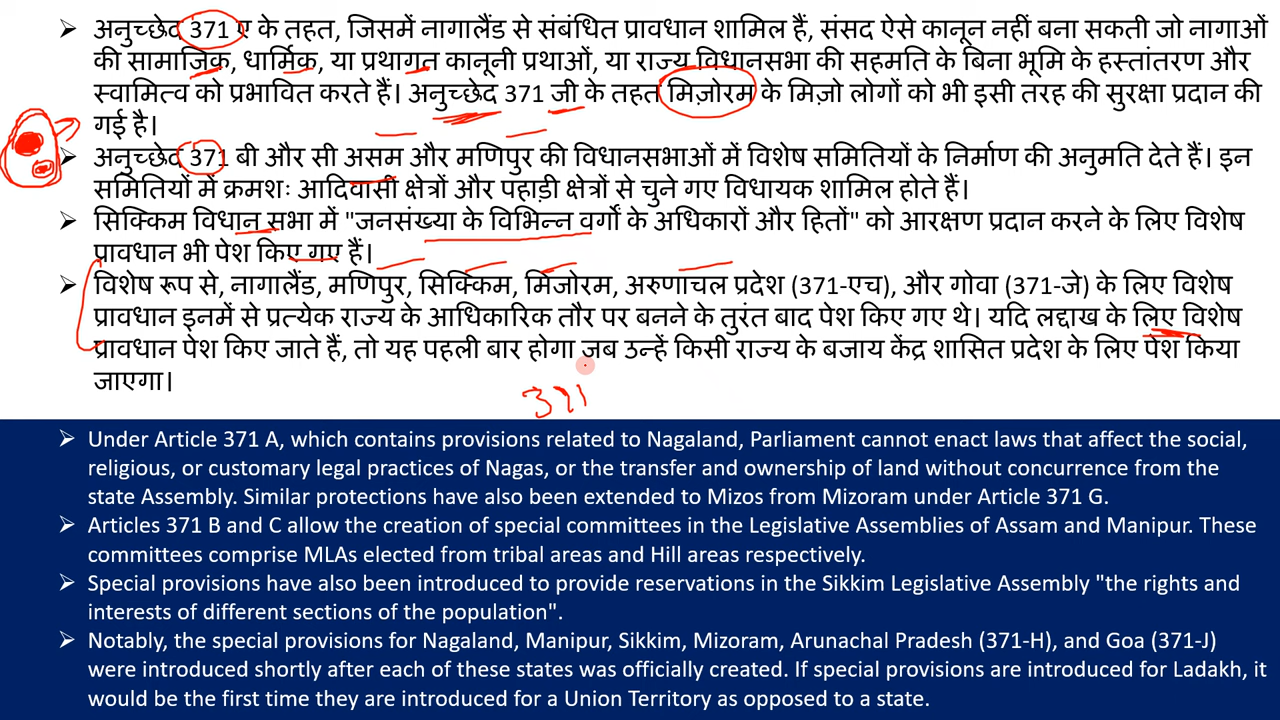 ➢ अनुच्छेद 371 ए के तहत, जिसमें नागालैंड से संबंधित प्रावधान शामिल हैं, संसद ऐसे कानून नहीं बना सकती जो नागाओं
की सामाजिक, धार्मिक, या प्रथागत कानूनी प्रथाओं, या राज्य विधानसभा की सहमति के बिना भूमि के हस्तांतरण और
स्वामित्व को प्रभावित करते हैं। अनुच्छेद 371 जी के तहत मिज़ोरम के मिज़ो लोगों को भी इसी तरह की सुरक्षा प्रदान की
गई है।
➢ अनुच्छेद 371 बी और सी असम और मणिपुर की विधानसभाओं में विशेष समितियों के निर्माण की अनुमति देते हैं। इन
समितियों में क्रमशः आदिवासी क्षेत्रों और पहाड़ी क्षेत्रों से चुने गए विधायक शामिल होते हैं।
➢ सिक्किम विधान सभा में "जनसंख्या के विभिन्न वर्गों के अधिकारों और हितों" को आरक्षण प्रदान करने के लिए विशेष
प्रावधान भी पेश किए गए हैं।
➢ विशेष रूप से, नागालैंड, मणिपुर, सिक्किम, मिजोरम, अरुणाचल प्रदेश (371-एच), और गोवा (371-जे) के लिए विशेष
प्रावधान इनमें से प्रत्येक राज्य के आधिकारिक तौर पर बनने के तुरंत बाद पेश किए गए थे। यदि लद्दाख के लिए विशेष
प्रावधान पेश किए जाते हैं, तो यह पहली बार होगा जब उन्हें किसी राज्य के बजाय केंद्र शासित प्रदेश के लिए पेश किया
जाएगा।
371
➢ Under Article 371 A, which contains provisions related to Nagaland, Parliament cannot enact laws that affect the social,
religious, or customary legal practices of Nagas, or the transfer and ownership of land without concurrence from the
state Assembly. Similar protections have also been extended to Mizos from Mizoram under Article 371 G.
➢ Articles 371 B and C allow the creation of special committees in the Legislative Assemblies of Assam and Manipur. These
committees comprise MLAs elected from tribal areas and Hill areas respectively.
➢ Special provisions have also been introduced to provide reservations in the Sikkim Legislative Assembly "the rights and
interests of different sections of the population".
➢ Notably, the special provisions for Nagaland, Manipur, Sikkim, Mizoram, Arunachal Pradesh (371-H), and Goa (371-J)
were introduced shortly after each of these states was officially created. If special provisions are introduced for Ladakh, it
would be the first time they are introduced for a Union Territory as opposed to a state.